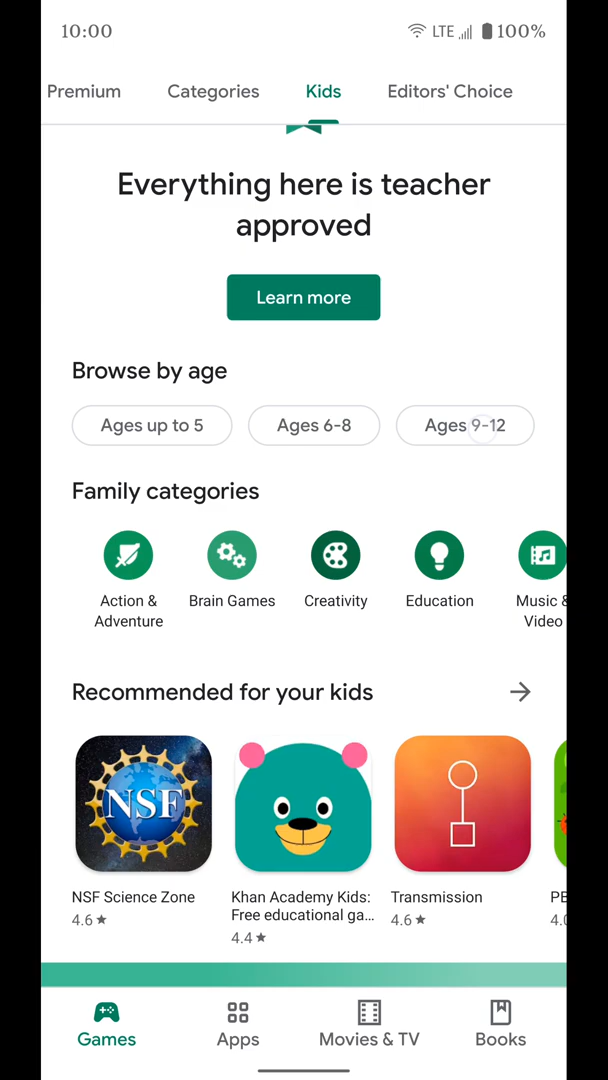 10:00 LTE 100%
Premium Categories Kids Editors' Choice
Everything here is teacher
approved
Learn more
Browse by age
Ages up to 5 Ages 6-8 Ages 9-12
Family categories
Action &
Adventure
Brain Games
Creativity
Education
Music &
Video
Recommended for your kids
NSF
NSF Science Zone
4.6★
Khan Academy Kids:
Free educational ga...
4.4★
Transmission
4.6★
Games Apps Movies & TV Books